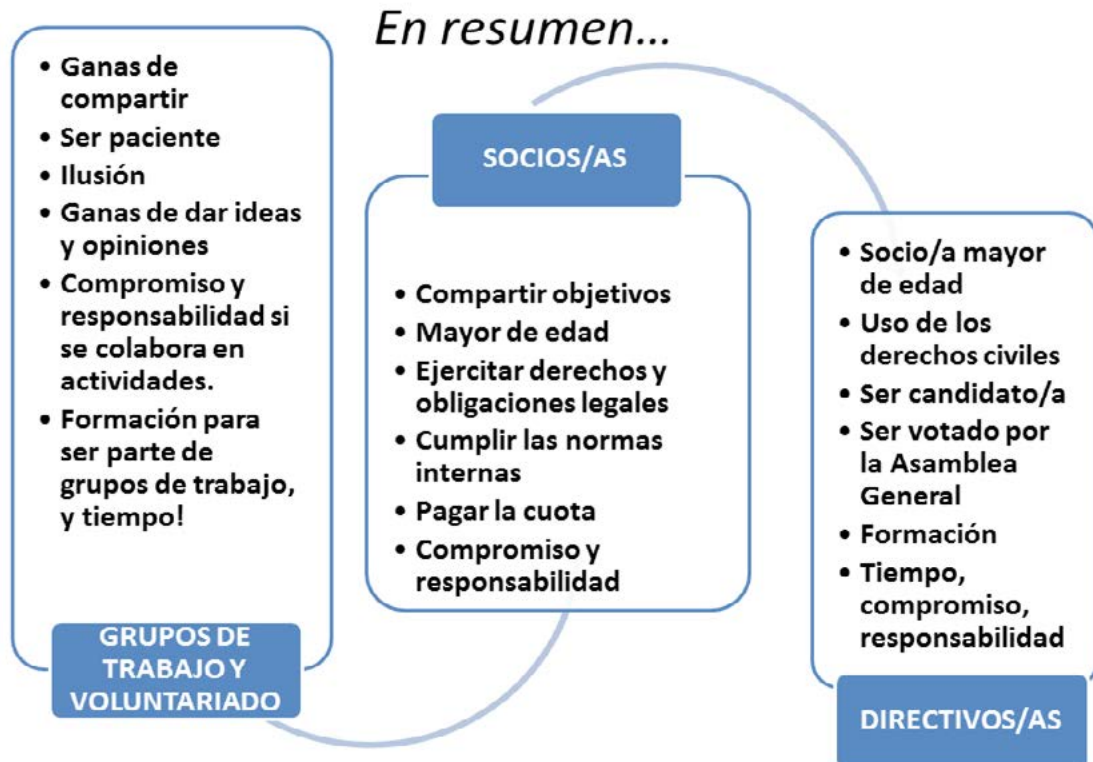 En resumen...
• Ganas de
compartir
• Ser paciente
• Ilusión
• Ganas de dar ideas
y opiniones
• Compromiso y
responsabilidad si
se colabora en
actividades.
• Formación para
ser parte de
grupos de trabajo,
y tiempo!
GRUPOS DE
TRABAJO Y
VOLUNTARIADO
SOCIOS/AS
• Compartir objetivos
• Mayor de edad
• Ejercitar derechos y
obligaciones legales
• Cumplir las normas
internas
• Pagar la cuota
• Compromiso y
responsabilidad
• Socio/a mayor
de edad
• Uso de los
derechos civiles
• Ser candidato/a
• Ser votado por
la Asamblea
General
• Formación
• Tiempo,
compromiso,
responsabilidad
DIRECTIVOS/AS